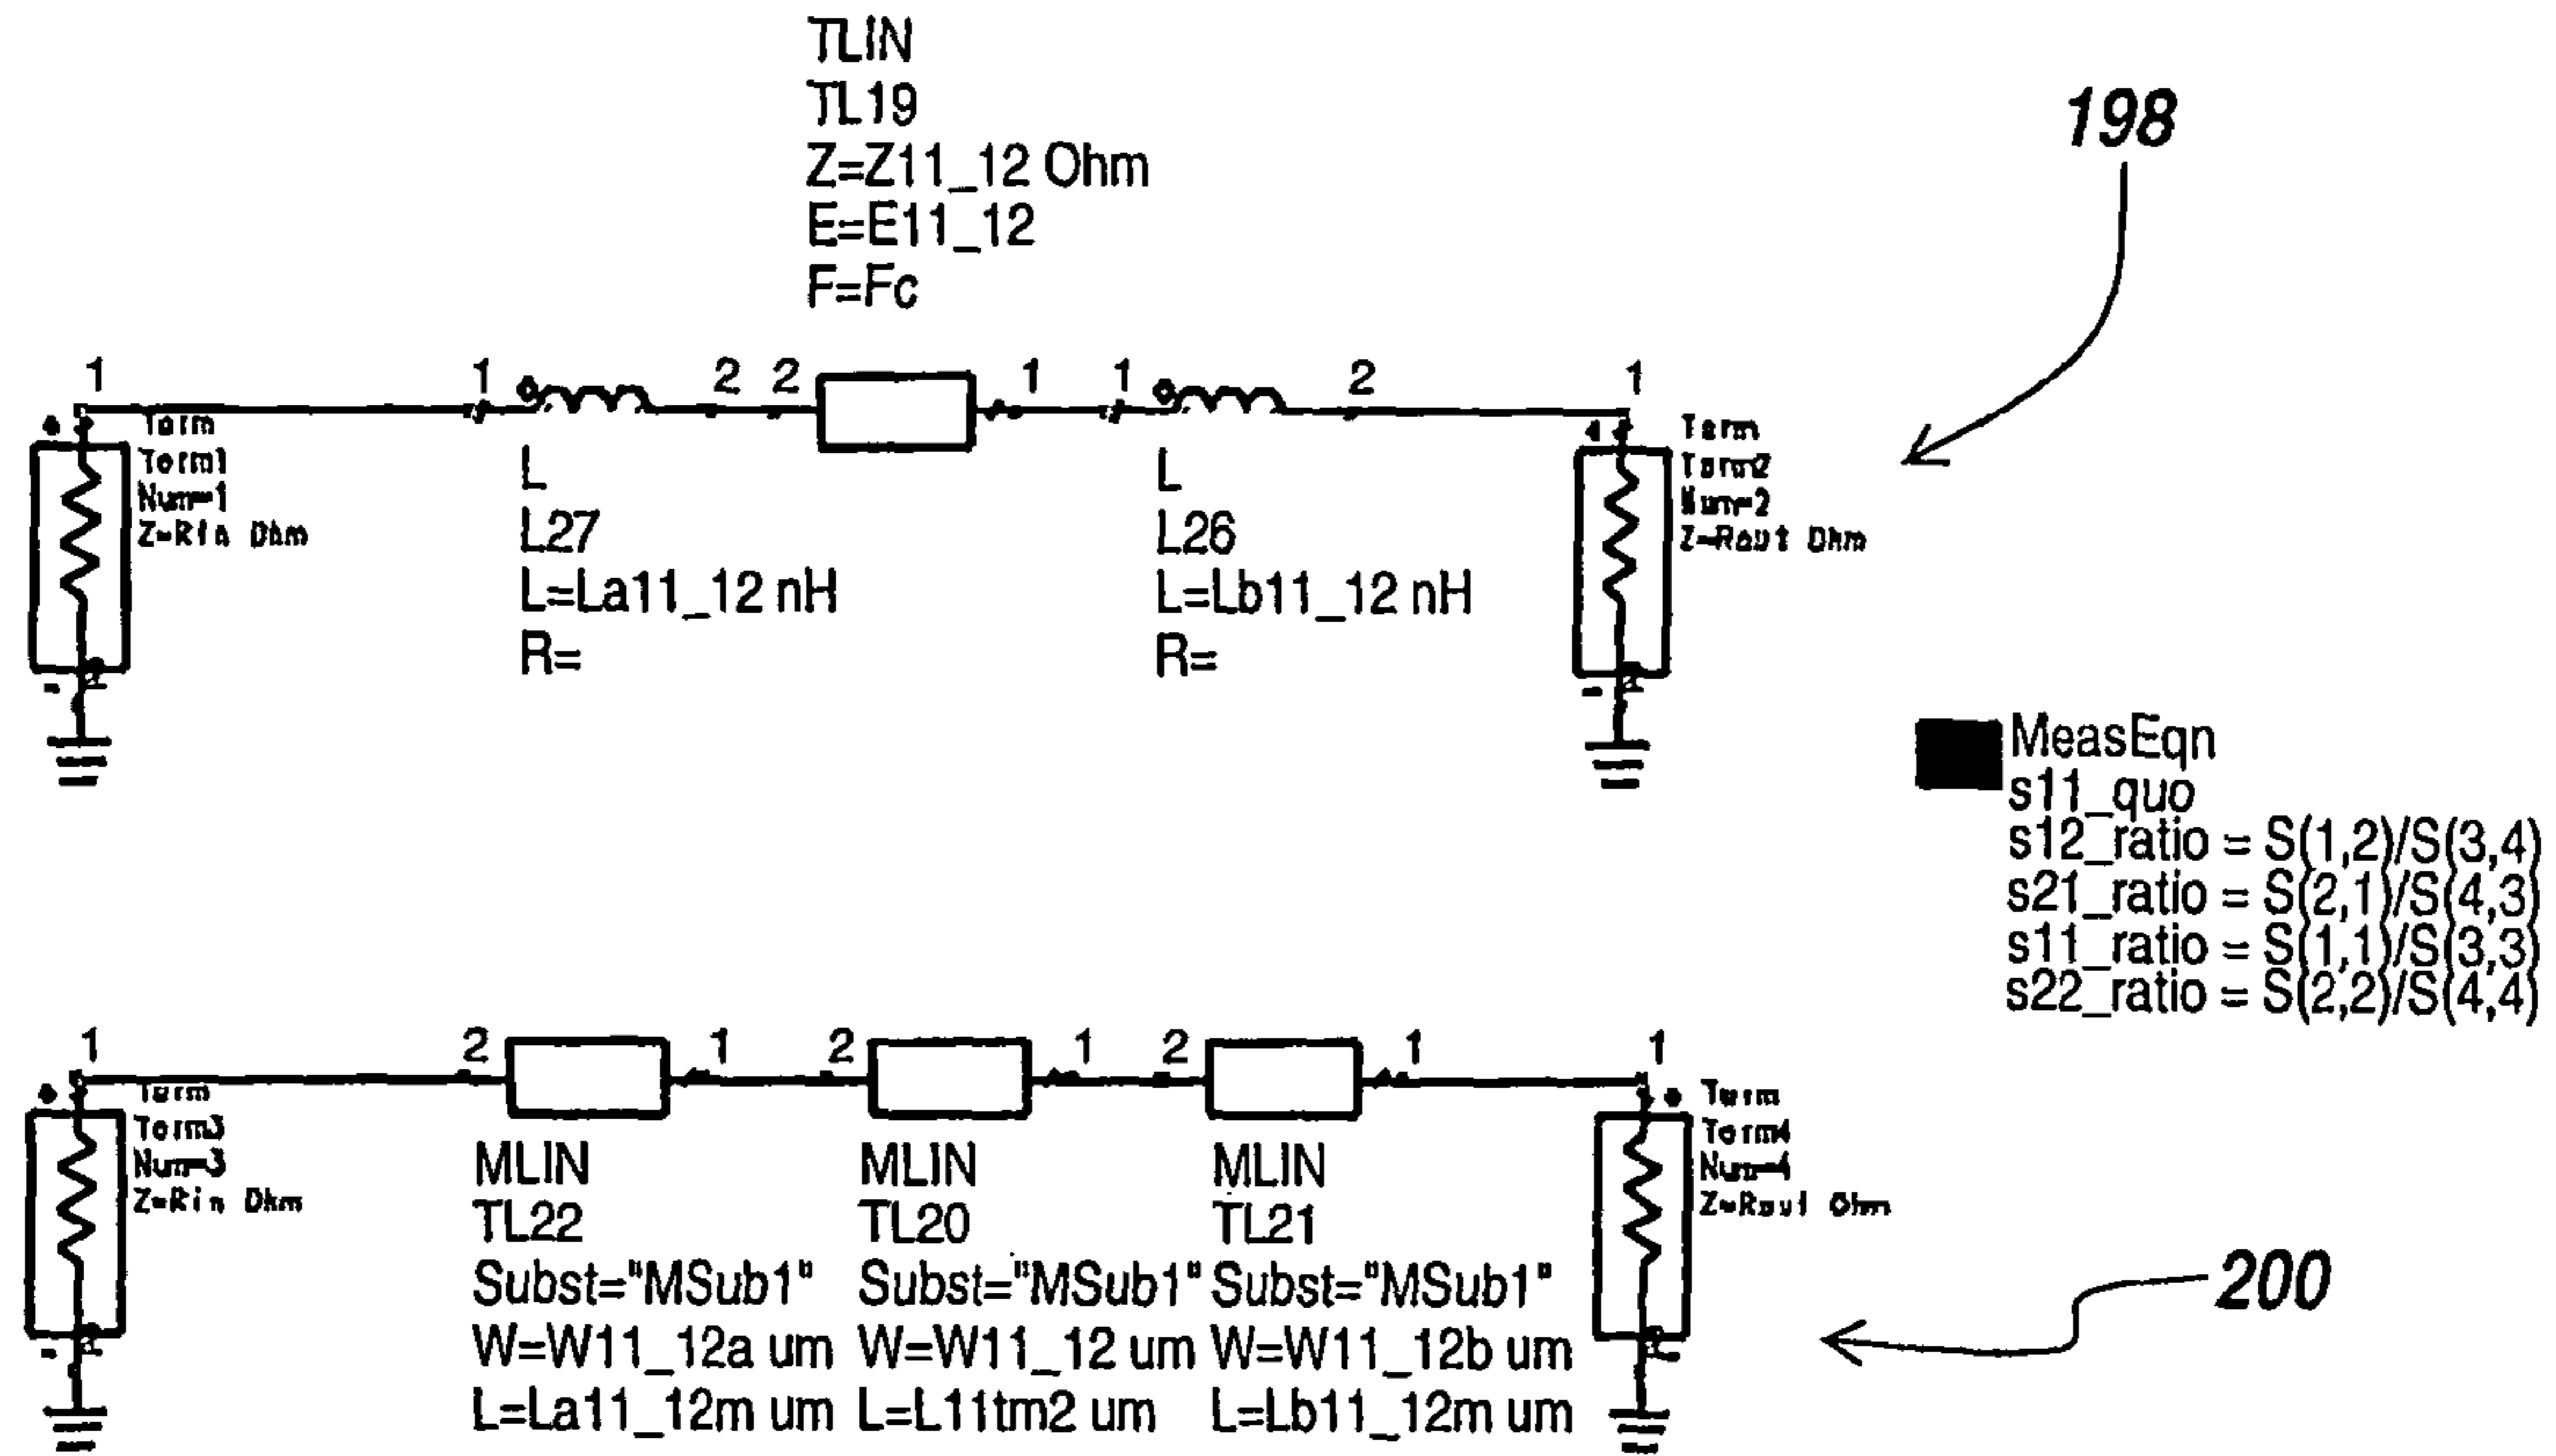 TLIN
TL19
Z=Z11_12 Ohm
E=E11_12
F=Fc
198
1
1
2
2
1
1
2
1
Term
Term1
Num=1
Z=Rin Ohm
L
L27
L=La11_12 nH
R=
L
L26
L=Lb11_12 nH
R=
Term
Term2
Num=2
Z=Rout Ohm
MeasEqn
s11_quo
s12_ratio = S(1,2)/S(3,4)
s21_ratio = S(2,1)/S(4,3)
s11_ratio = S(1,1)/S(3,3)
s22_ratio = S(2,2)/S(4,4)
1
2
1
2
1
2
1
1
Term
Term3
Num=3
Z=Rin Ohm
MLIN
TL22
Subst="MSub1"
W=W11_12a um
L=La11_12m um
MLIN
TL20
Subst="MSub1"
W=W11_12 um
L=L11tm2 um
MLIN
TL21
Subst="MSub1"
W=W11_12b um
L=Lb11_12m um
Term
Term4
Num=4
Z=Rout Ohm
200